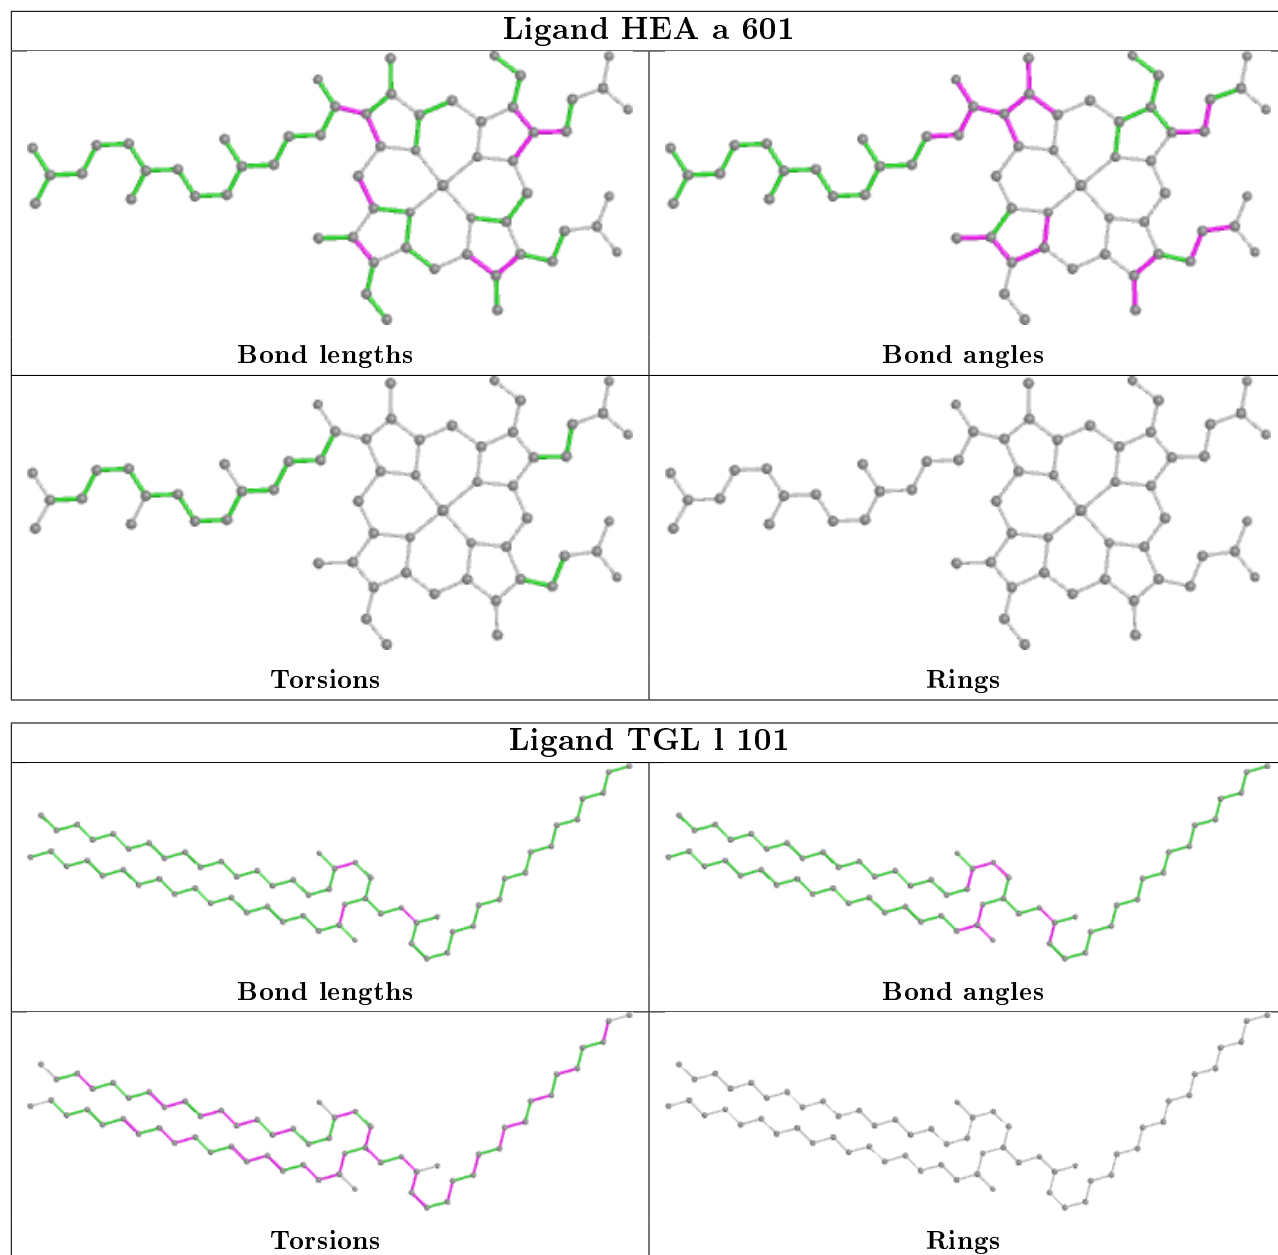 Ligand HEA a 601
Bond lengths
Bond angles
Torsions
Rings
Ligand TGL l 101
Bond lengths
Bond angles
Torsions
Rings